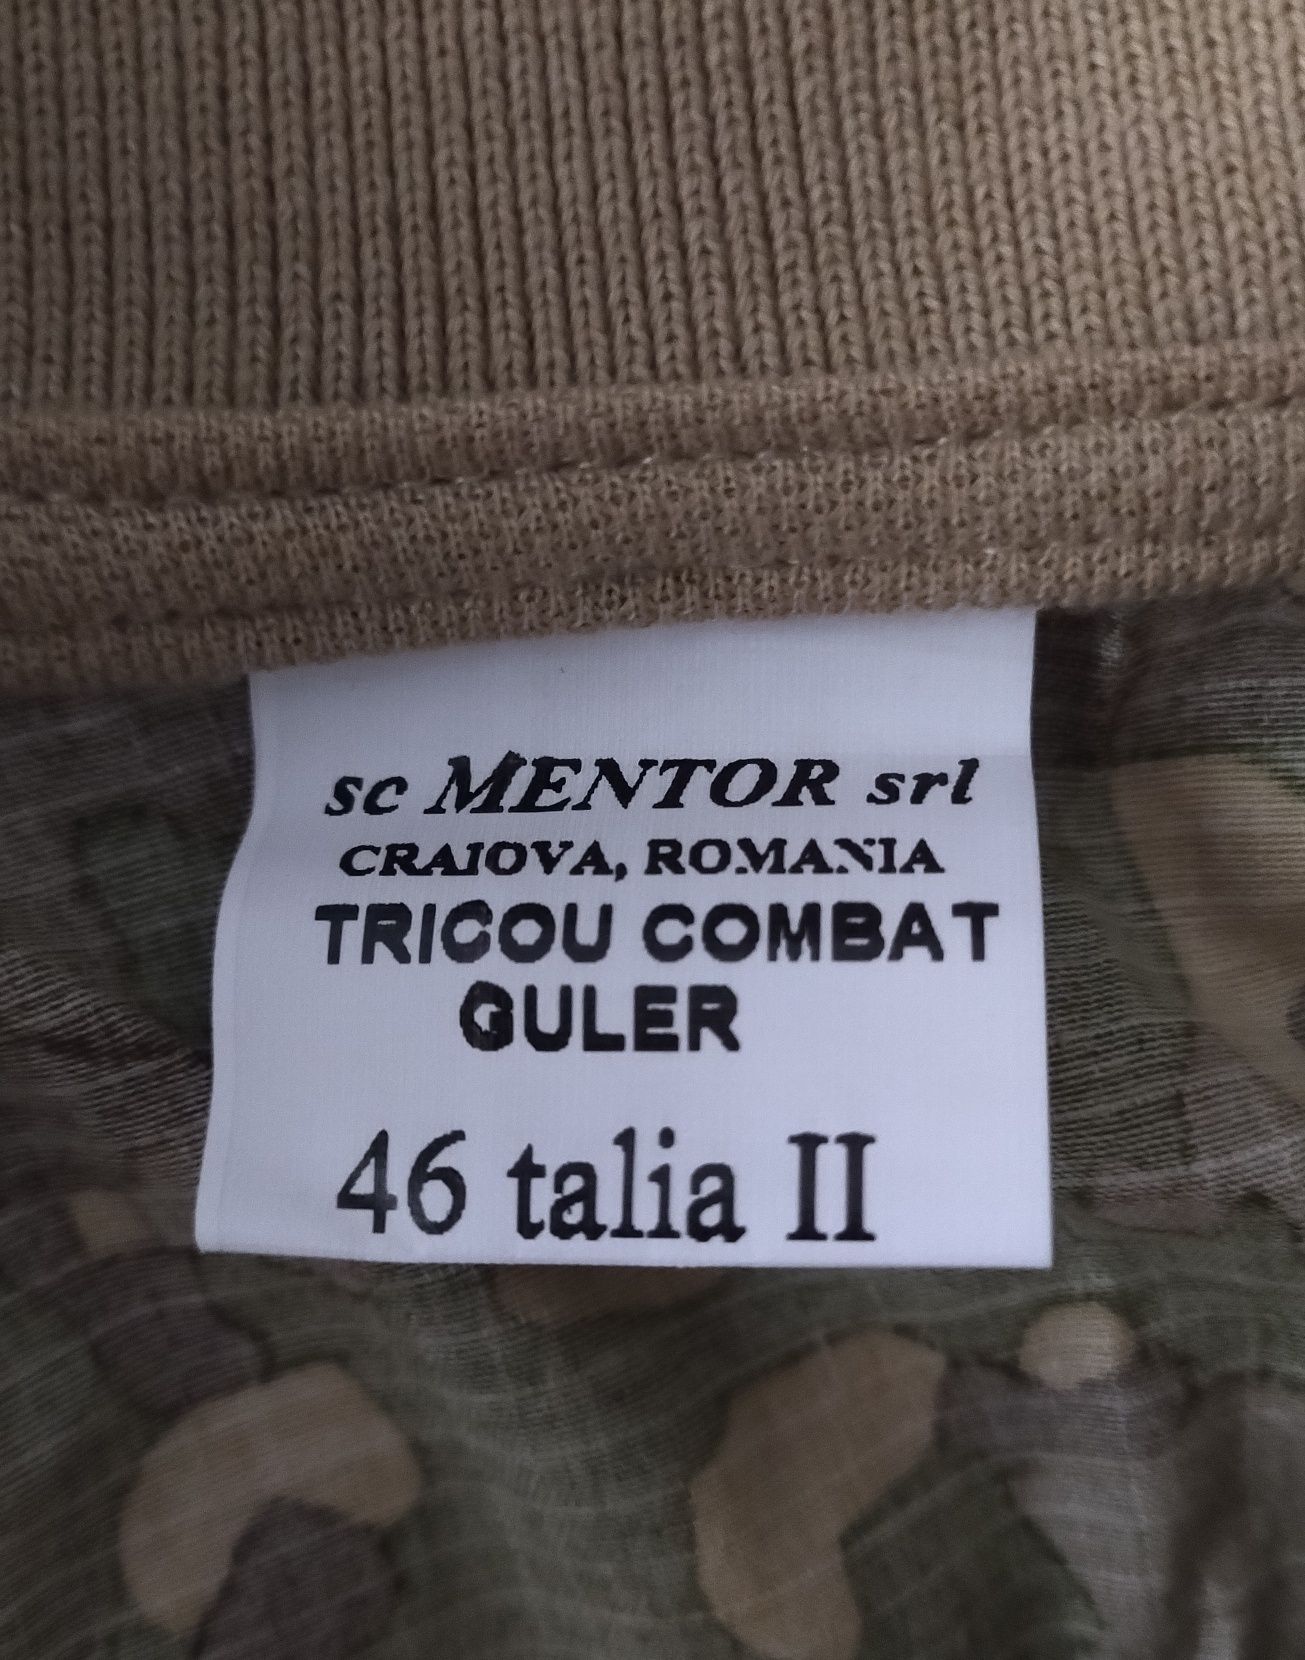 sc MENTOR srl
CRAIOVA, ROMANIA
TRICOU COMBAT
GULER
46 talia II